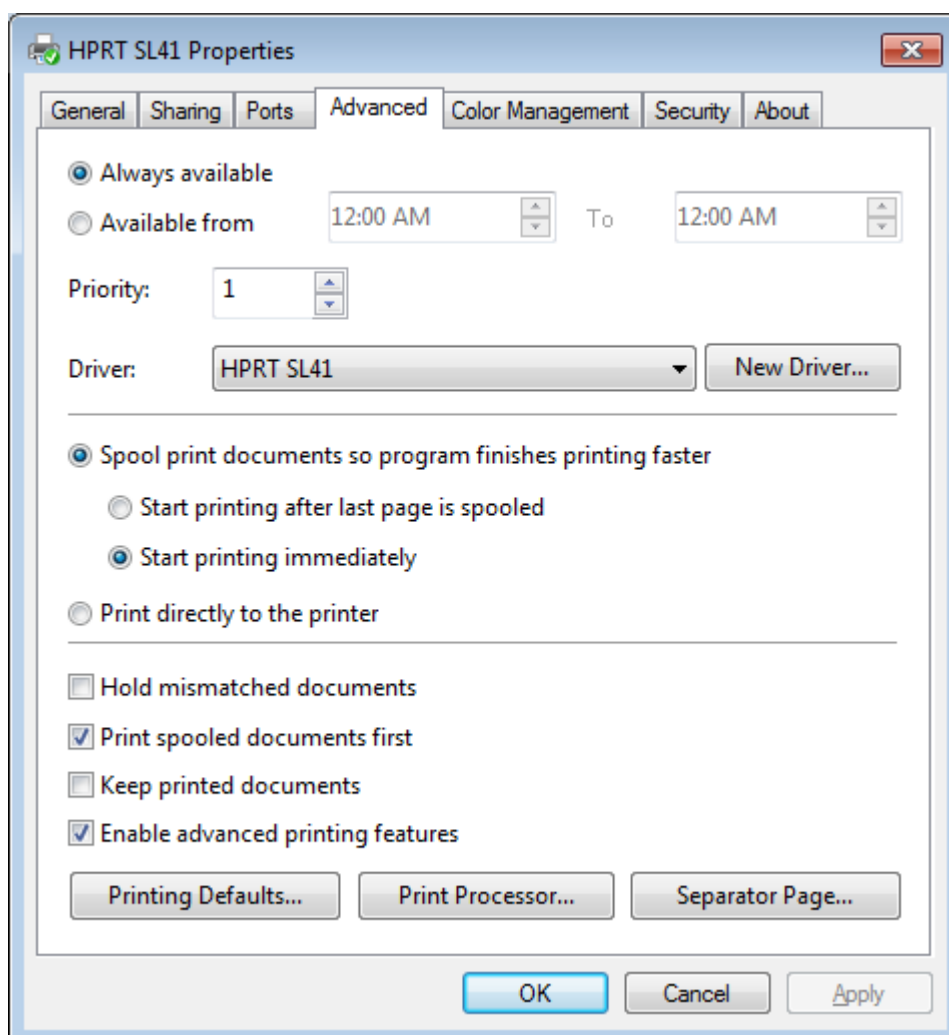 HPRT SL41 Properties
General Sharing Ports Advanced Color Management Security About
Always available
Available from 12:00 AM To 12:00 AM
Priority: 1
Driver: HPRT SL41 New Driver...
Spool print documents so program finishes printing faster
Start printing after last page is spooled
Start printing immediately
Print directly to the printer
Hold mismatched documents
Print spooled documents first
Keep printed documents
Enable advanced printing features
Printing Defaults... Print Processor... Separator Page...
OK Cancel Apply